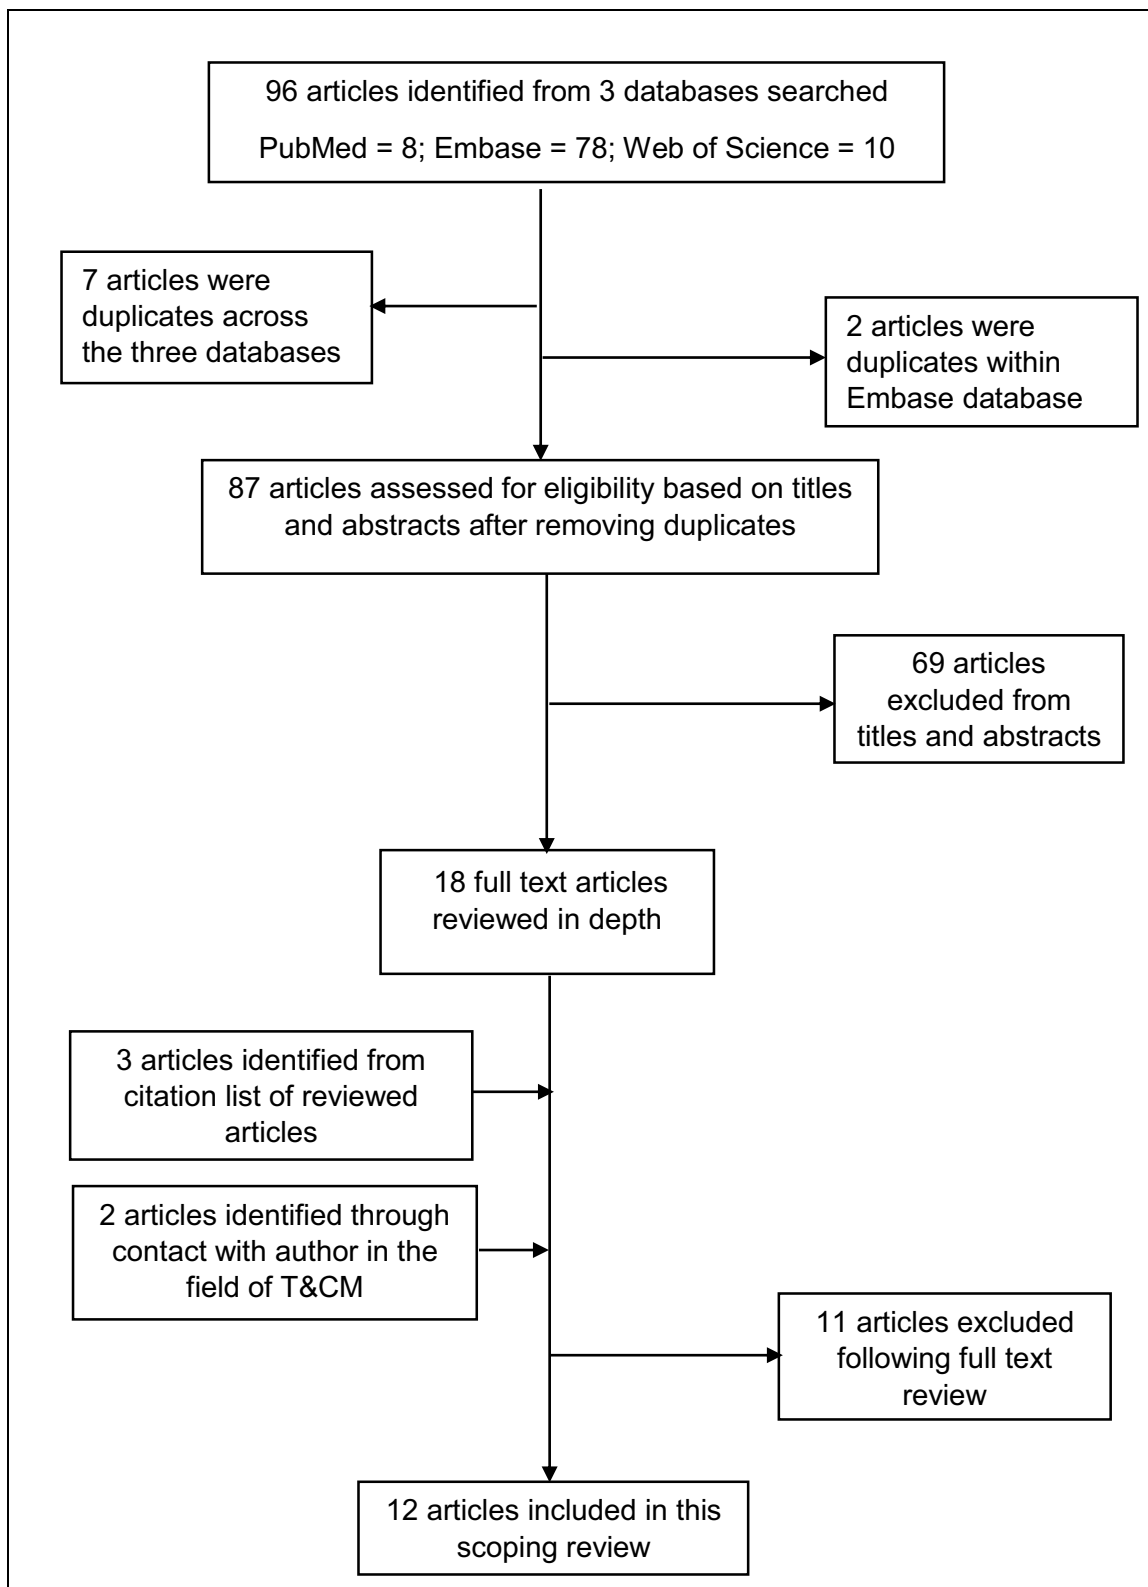 96 articles identified from 3 databases searched
PubMed = 8; Embase = 78; Web of Science = 10
7 articles were
duplicates across
the three databases
2 articles were
duplicates within
Embase database
87 articles assessed for eligibility based on titles
and abstracts after removing duplicates
69 articles
excluded from
titles and abstracts
18 full text articles
reviewed in depth
3 articles identified from
citation list of reviewed
articles
2 articles identified through
contact with author in the
field of T&CM
11 articles excluded
following full text
review
12 articles included in this
scoping review